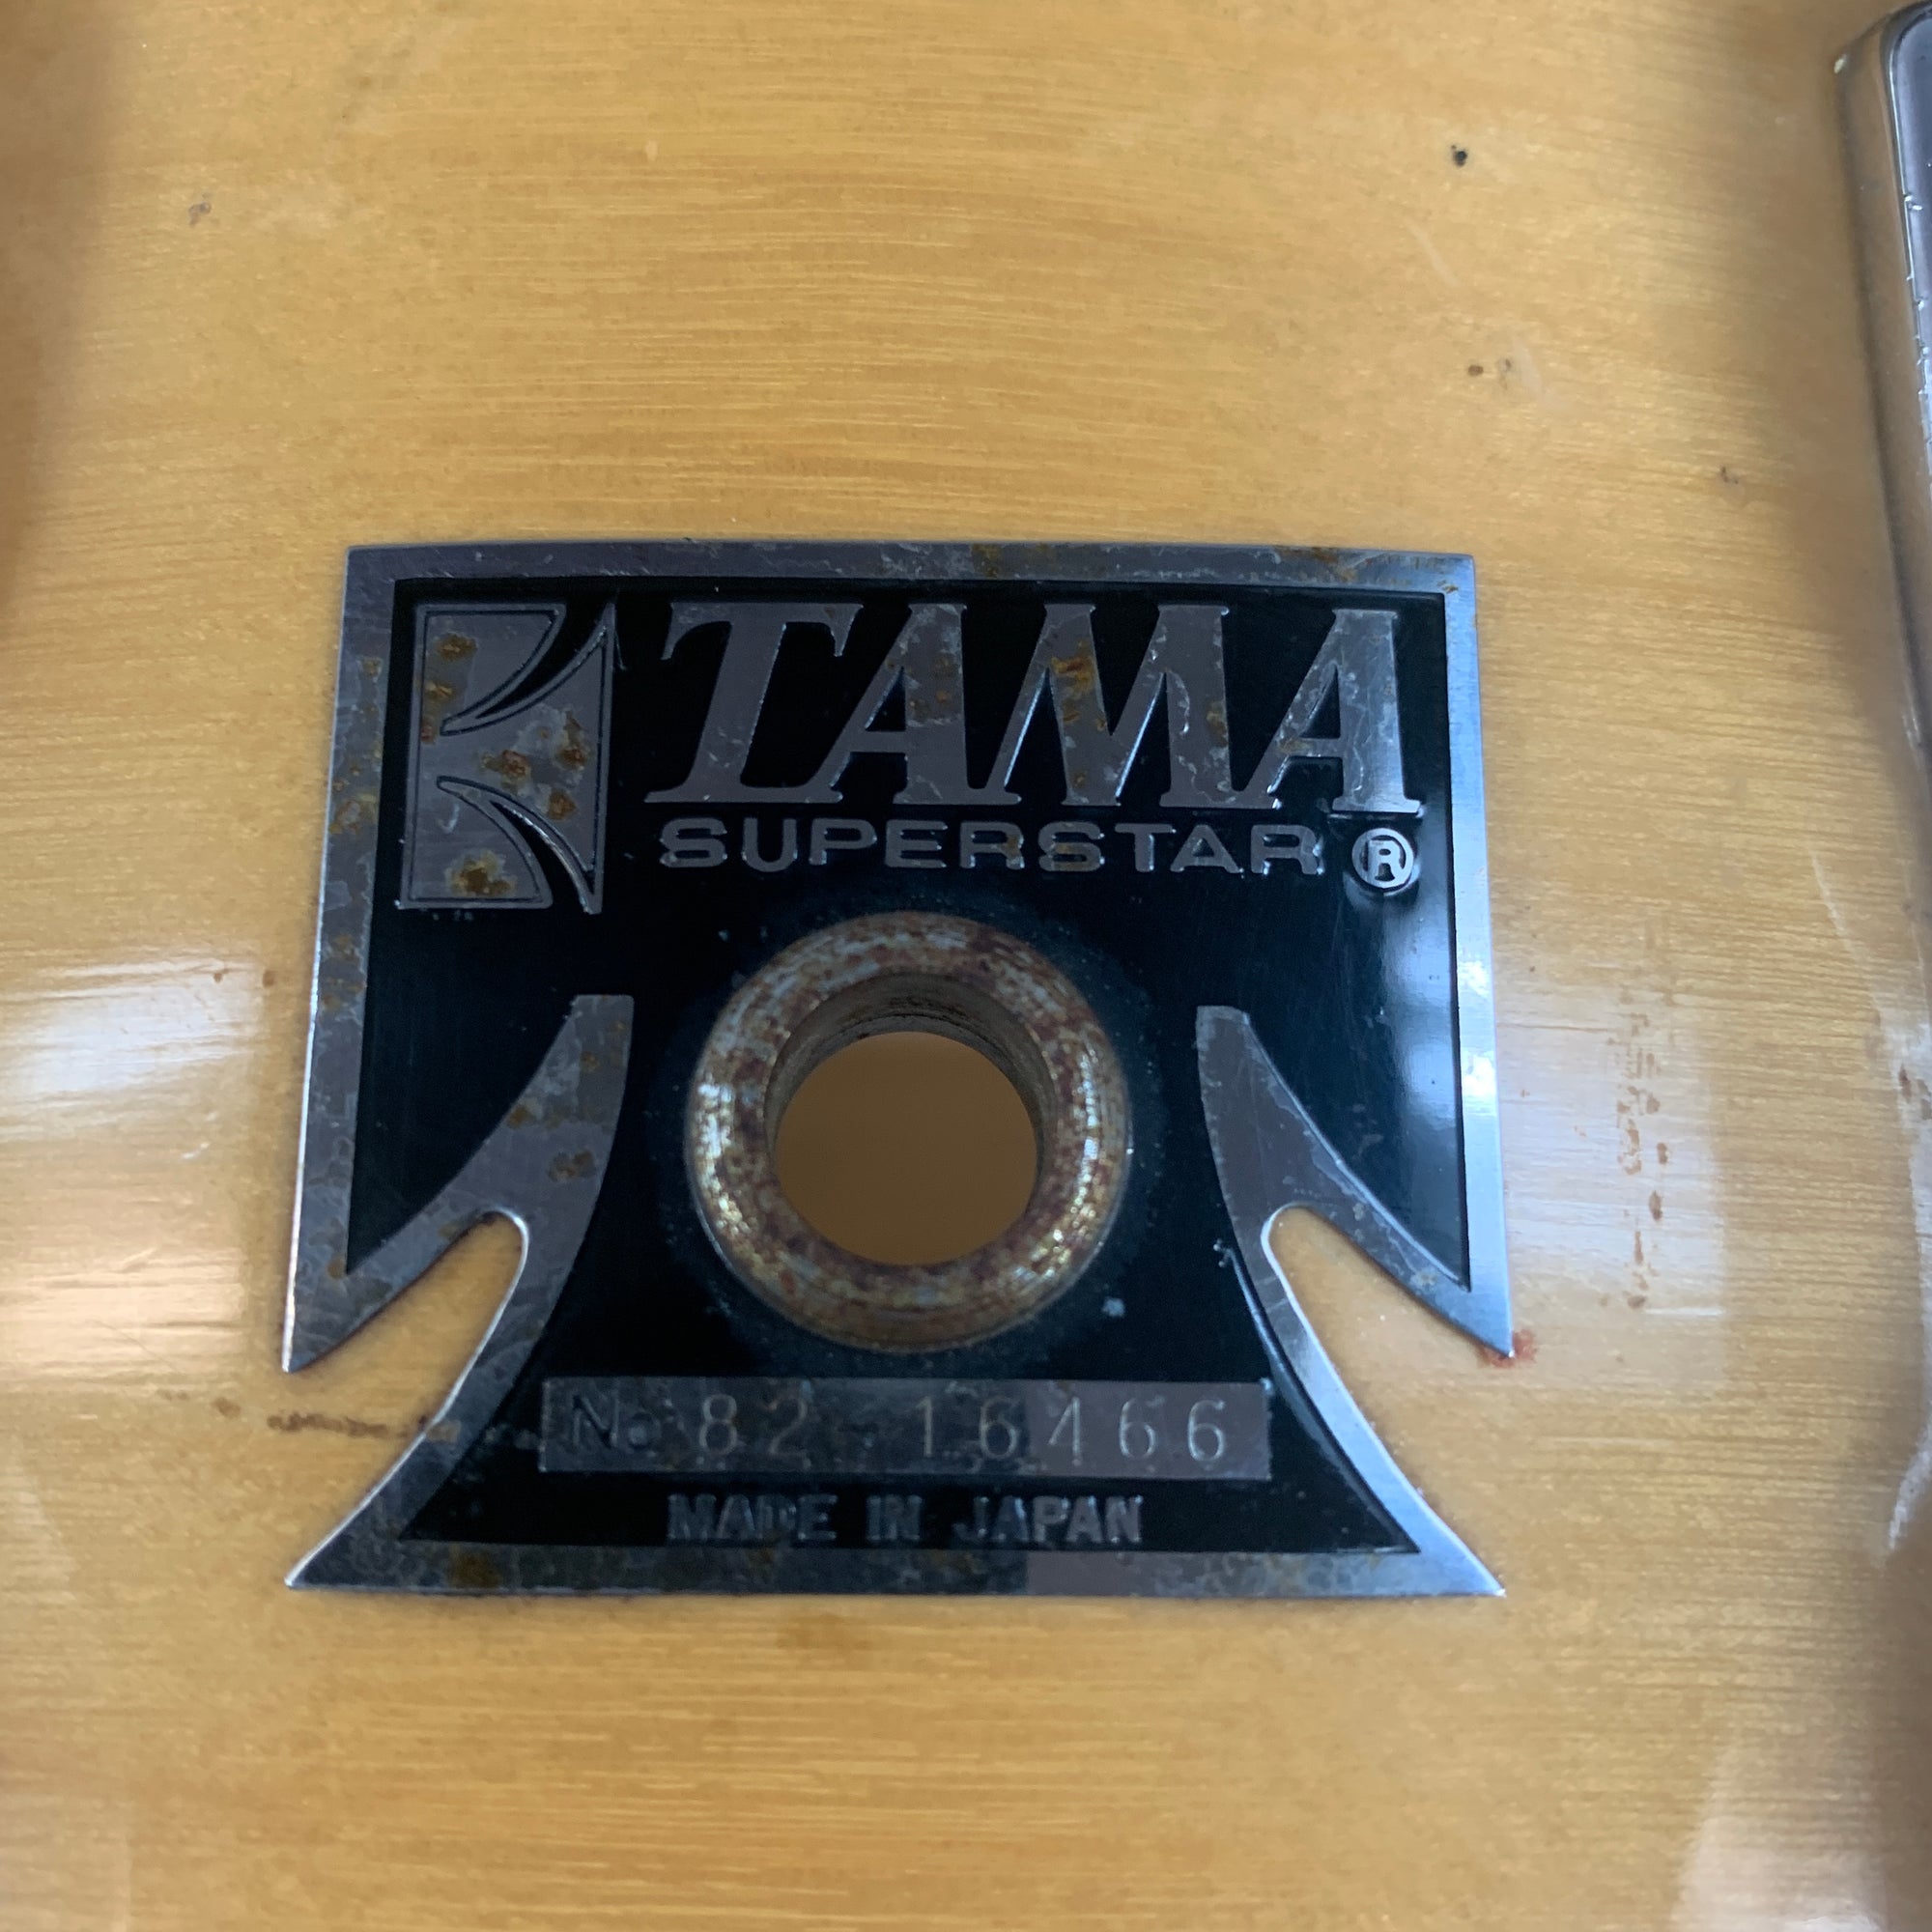 TAMA
SUPERSTAR ®
No 82-16466
MADE IN JAPAN